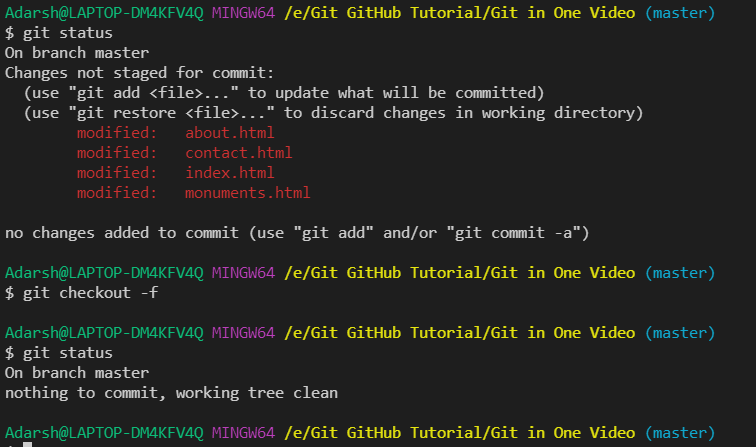 Adarsh@LAPTOP-DM4KFV4Q MINGW64 /e/Git GitHub Tutorial/Git in One Video (master)
$ git status
On branch master
Changes not staged for commit:
  (use "git add <file>..." to update what will be committed)
  (use "git restore <file>..." to discard changes in working directory)
        modified:   about.html
        modified:   contact.html
        modified:   index.html
        modified:   monuments.html

no changes added to commit (use "git add" and/or "git commit -a")

Adarsh@LAPTOP-DM4KFV4Q MINGW64 /e/Git GitHub Tutorial/Git in One Video (master)
$ git checkout -f

Adarsh@LAPTOP-DM4KFV4Q MINGW64 /e/Git GitHub Tutorial/Git in One Video (master)
$ git status
On branch master
nothing to commit, working tree clean

Adarsh@LAPTOP-DM4KFV4Q MINGW64 /e/Git GitHub Tutorial/Git in One Video (master)